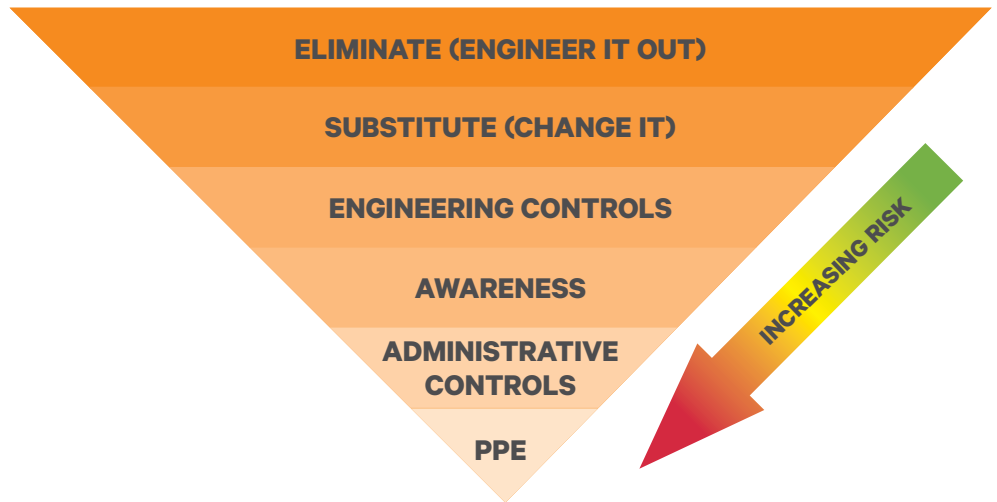 ELIMINATE (ENGINEER IT OUT)
SUBSTITUTE (CHANGE IT)
ENGINEERING CONTROLS
AWARENESS
ADMINISTRATIVE
CONTROLS
PPE
INCREASING RISK